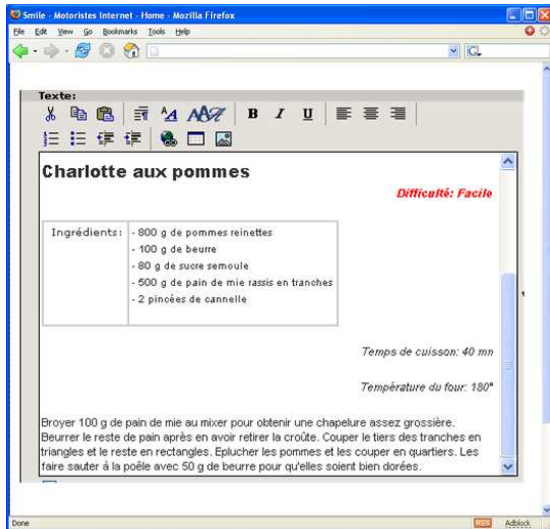 Smile - Motoristes Internet - Home - Mozilla Firefox
File Edit View Go Bookmarks Tools Help
G
Texte:
B I U
Charlotte aux pommes
Difficulté: Facile
Ingrédients:
- 800 g de pommes reinettes
- 100 g de beurre
- 80 g de sucre semoule
- 500 g de pain de mie rassis en tranches
- 2 pincées de cannelle
Temps de cuisson: 40 mn
Température du four: 180°
Broyer 100 g de pain de mie au mixer pour obtenir une chapelure assez grossière.
Beurrer le reste de pain après en avoir retirer la croûte. Couper le tiers des tranches en
triangles et le reste en rectangles. Eplucher les pommes et les couper en quartiers. Les
faire sauter à la poêle avec 50 g de beurre pour qu'elles soient bien dorées.
Done RSS Adblock